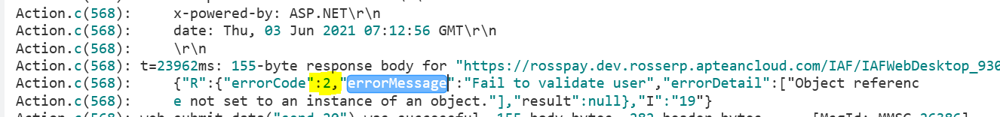 Action.c(568):     x-powered-by: ASP.NET\r\n
Action.c(568):     date: Thu, 03 Jun 2021 07:12:56 GMT\r\n
Action.c(568):     \r\n
Action.c(568): t=23962ms: 155-byte response body for "https://rosspay.dev.rosserp.apteancloud.com/IAF/IAFWebDesktop_930
Action.c(568):     {"R":{"errorCode":2,"errorMessage":"Fail to validate user","errorDetail":["Object referenc
Action.c(568):     e not set to an instance of an object."],"result":null},"I":"19"}